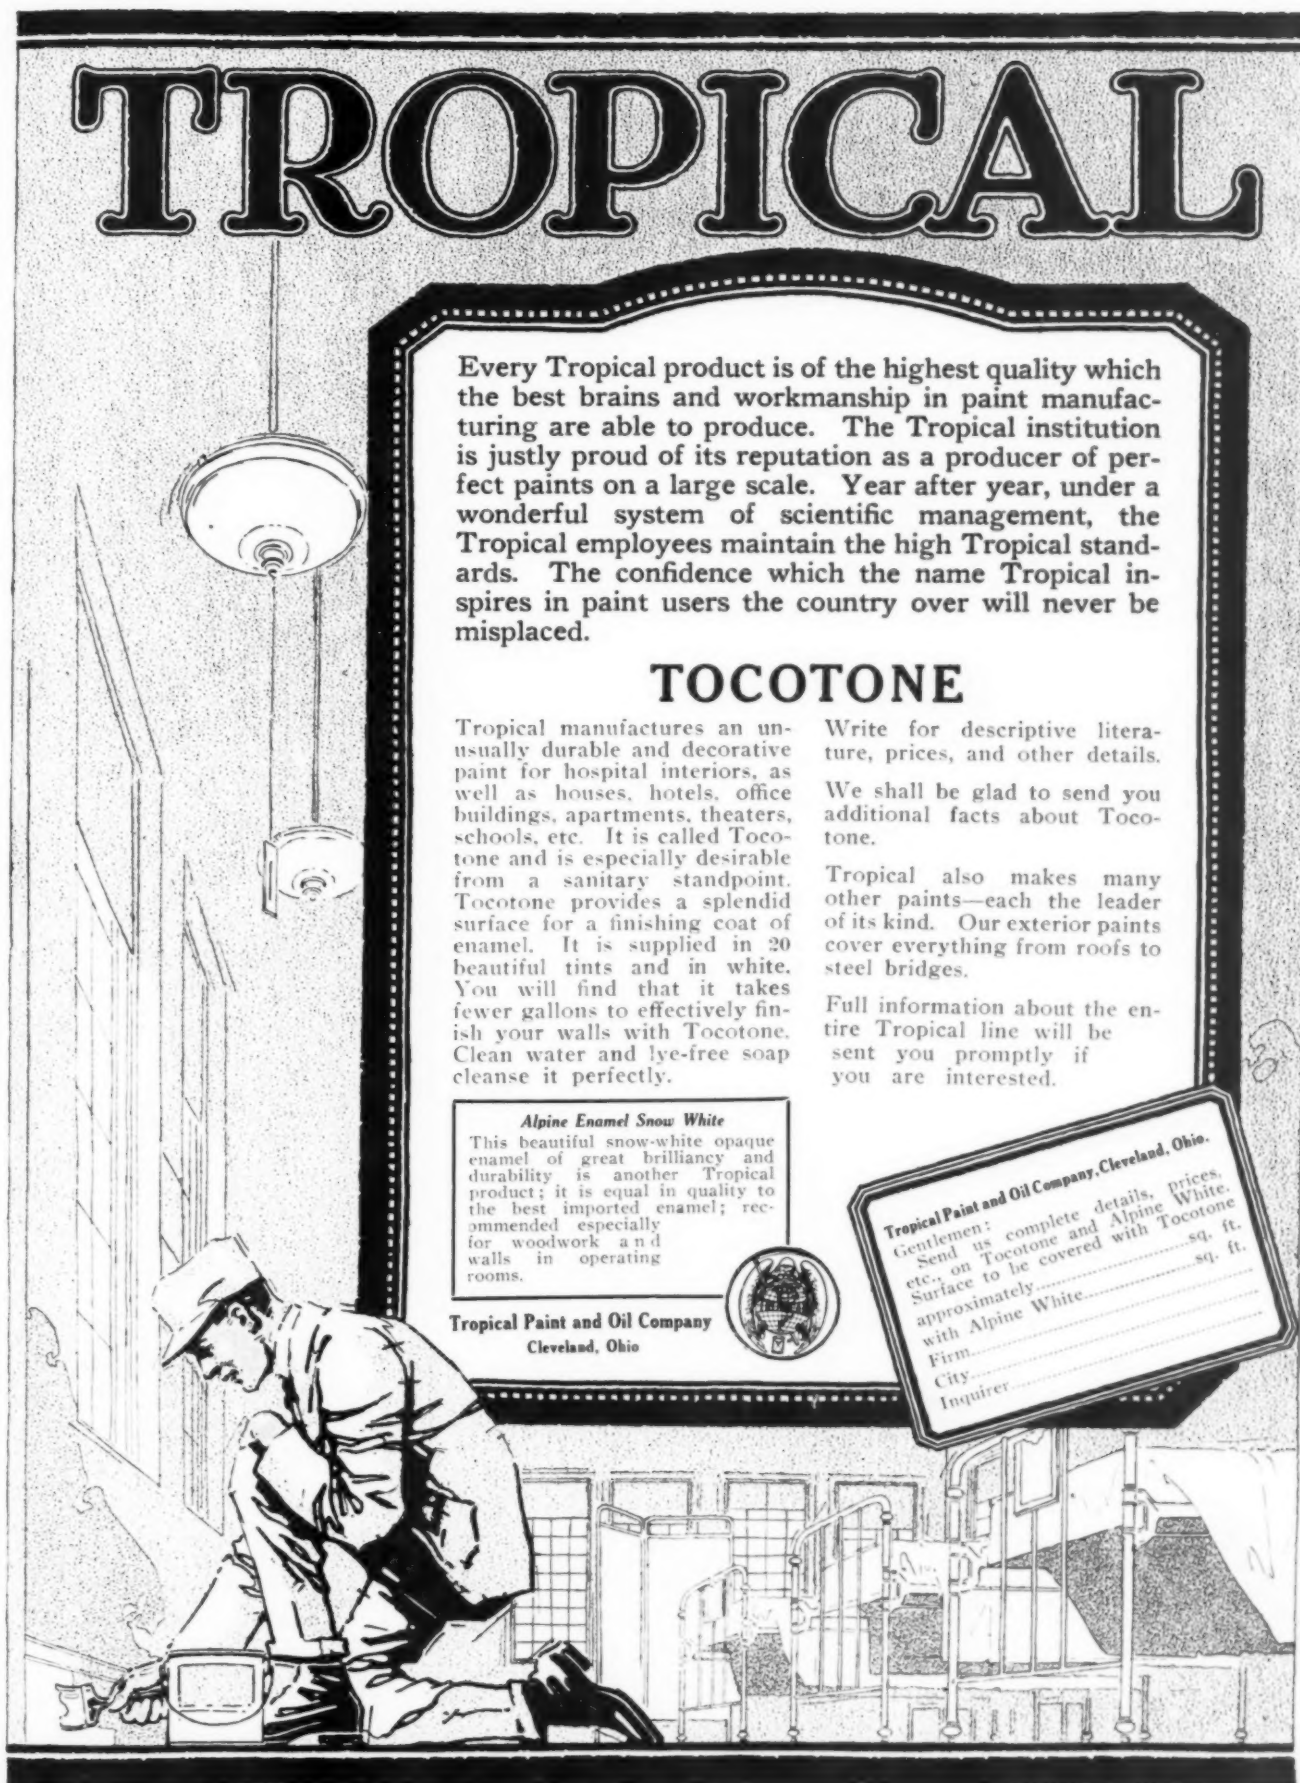 TROPICAL
Every Tropical product is of the highest quality which
the best brains and workmanship in paint manufac-
turing are able to produce. The Tropical institution
is justly proud of its reputation as a producer of per-
fect paints on a large scale. Year after year, under a
wonderful system of scientific management, the
Tropical employees maintain the high Tropical stand-
ards. The confidence which the name Tropical in-
spires in paint users the country over will never be
misplaced.
TOCOTONE
Tropical manufactures an un-
usually durable and decorative
paint for hospital interiors, as
well as houses, hotels, office
buildings, apartments, theaters,
schools, etc. It is called Toco-
tone and is especially desirable
from a sanitary standpoint.
Tocotone provides a splendid
surface for a finishing coat of
enamel. It is supplied in 20
beautiful tints and in white.
You will find that it takes
fewer gallons to effectively fin-
ish your walls with Tocotone.
Clean water and lye-free soap
cleanse it perfectly.
Write for descriptive litera-
ture, prices, and other details.
We shall be glad to send you
additional facts about Toco-
tone.
Tropical also makes many
other paints—each the leader
of its kind. Our exterior paints
cover everything from roofs to
steel bridges.
Full information about the en-
tire Tropical line will be
sent you promptly if
you are interested.
Alpine Enamel Snow White
This beautiful snow-white opaque
enamel of great brilliancy and
durability is another Tropical
product; it is equal in quality to
the best imported enamel; rec-
ommended especially
for woodwork and
walls in operating
rooms.
Tropical Paint and Oil Company
Cleveland, Ohio
Tropical Paint and Oil Company, Cleveland, Ohio.
Gentlemen:
Send us complete details, prices,
etc., on Tocotone and Alpine White.
Surface to be covered with Tocotone
approximately..............................sq. ft.
with Alpine White......................sq. ft.
Firm..................................................
City..................................................
Inquirer............................................